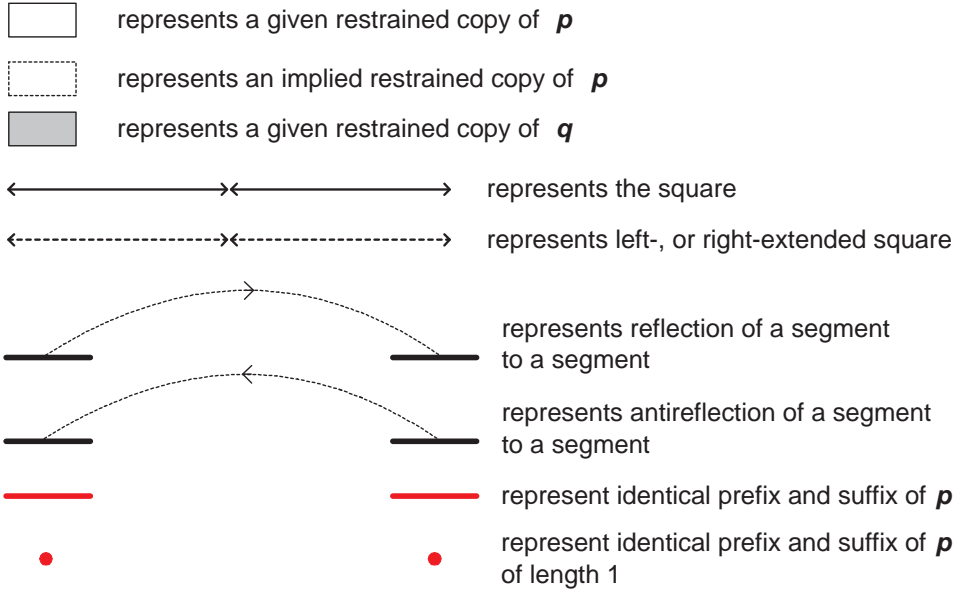 represents a given restrained copy of p
represents an implied restrained copy of p
represents a given restrained copy of q
represents the square
represents left-, or right-extended square
represents reflection of a segment
to a segment
represents antireflection of a segment
to a segment
represent identical prefix and suffix of p
represent identical prefix and suffix of p
of length 1